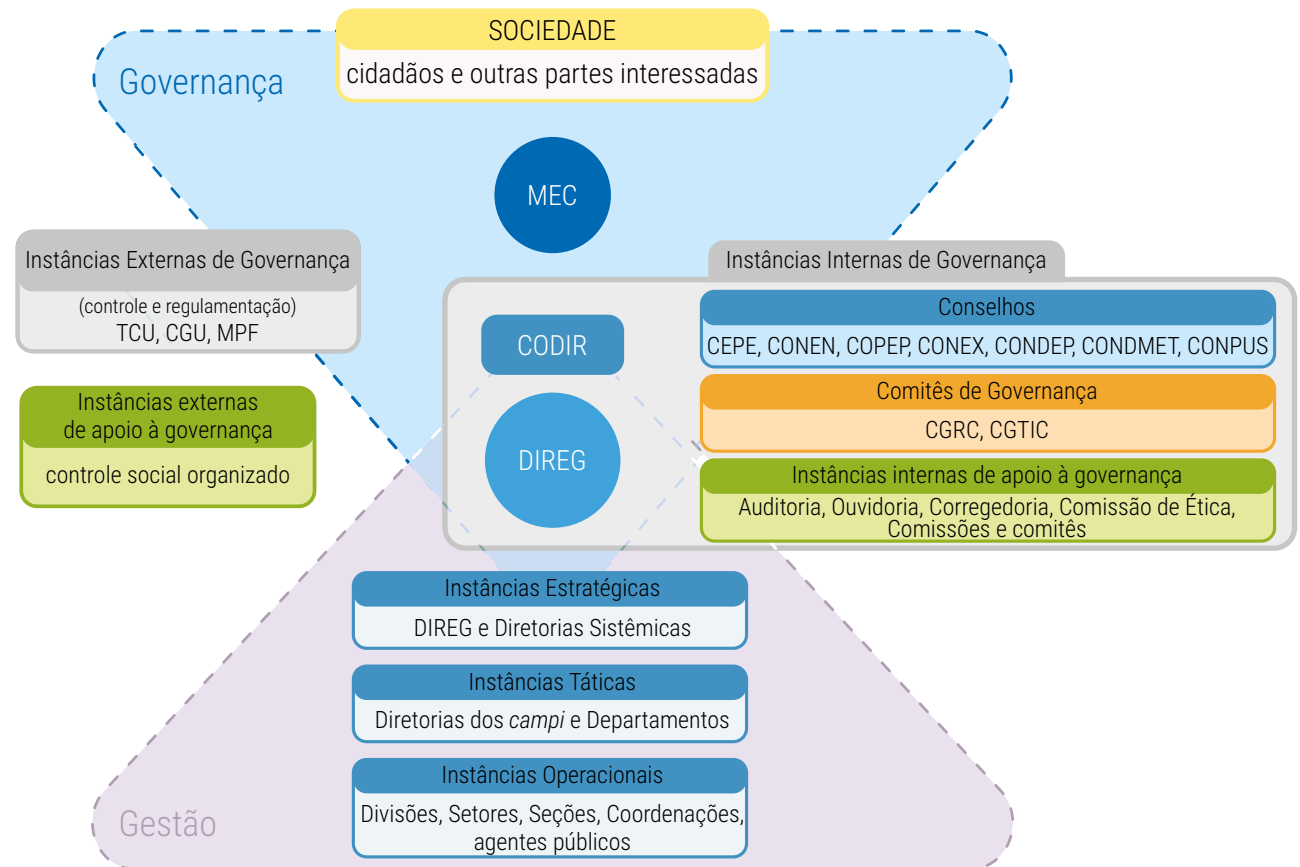 SOCIEDADE
cidadãos e outras partes interessadas
Governança
MEC
Instâncias Externas de Governança
(controle e regulamentação)
TCU, CGU, MPF
Instâncias externas
de apoio à governança
controle social organizado
Instâncias Internas de Governança
CODIR
DIREG
Conselhos
CEPE, CONEN, COPEP, CONEX, CONDEP, CONDMET, CONPUS
Comitês de Governança
CGRC, CGTIC
Instâncias internas de apoio à governança
Auditoria, Ouvidoria, Corregedoria, Comissão de Ética,
Comissões e comitês
Instâncias Estratégicas
DIREG e Diretorias Sistêmicas
Instâncias Táticas
Diretorias dos campi e Departamentos
Instâncias Operacionais
Divisões, Setores, Seções, Coordenações,
agentes públicos
Gestão